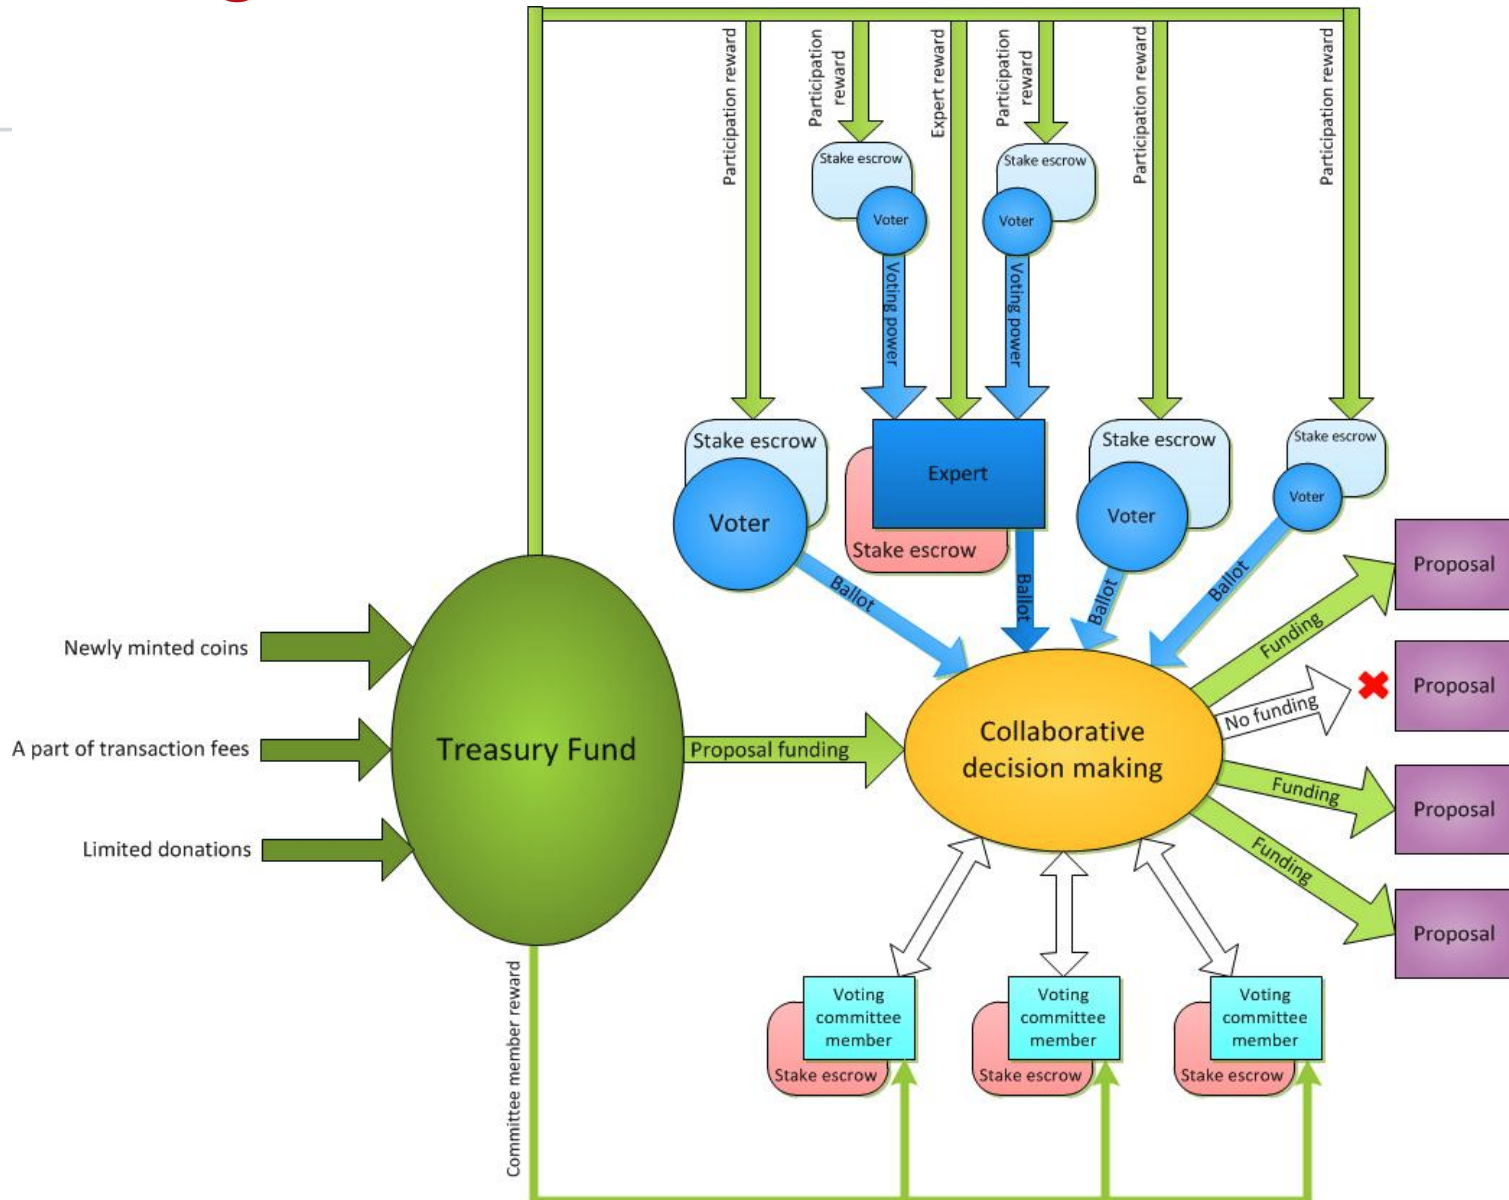 Participation reward
Participation
reward
Expert reward
Participation
reward
Participation reward
Participation reward
Stake escrow
Voter
Stake escrow
Voter
Voting power
Voting power
Stake escrow
Voter
Expert
Stake escrow
Stake escrow
Voter
Stake escrow
Voter
Ballot
Ballot
Ballot
Ballot
Newly minted coins
A part of transaction fees
Limited donations
Treasury Fund
Proposal funding
Collaborative
decision making
Funding
Proposal
No funding
Proposal
Funding
Proposal
Funding
Proposal
Committee member reward
Voting
committee
member
Stake escrow
Voting
committee
member
Stake escrow
Voting
committee
member
Stake escrow